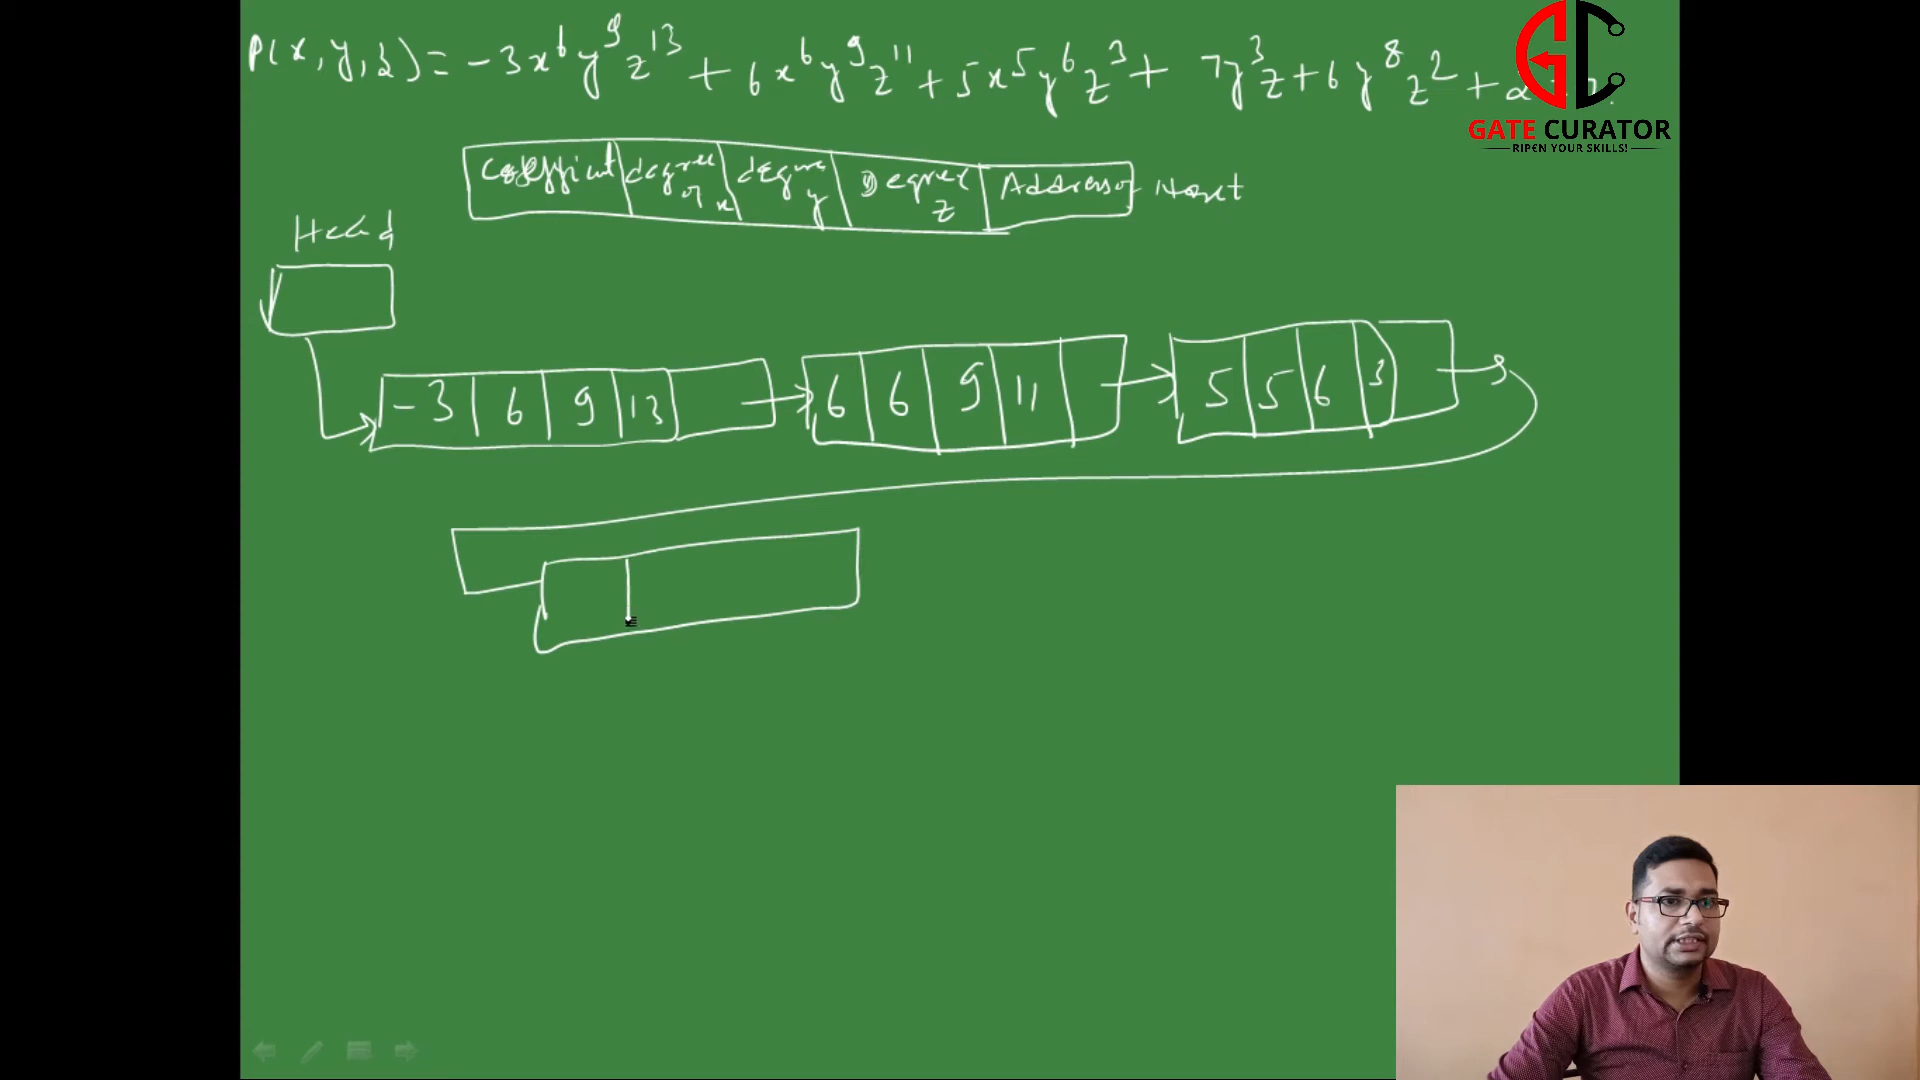 P(x,y,z) = -3x⁶y⁹z¹³ + 6x⁶y⁹z¹¹ + 5x⁵y⁶z³ + 7y³z + 6y⁸z² +
GATE CURATOR
RIPEN YOUR SKILLS!
Coefficient degree of x degree y Degree z Address of Next
Head
-3 6 9 13
6 6 9 11
5 5 6 3